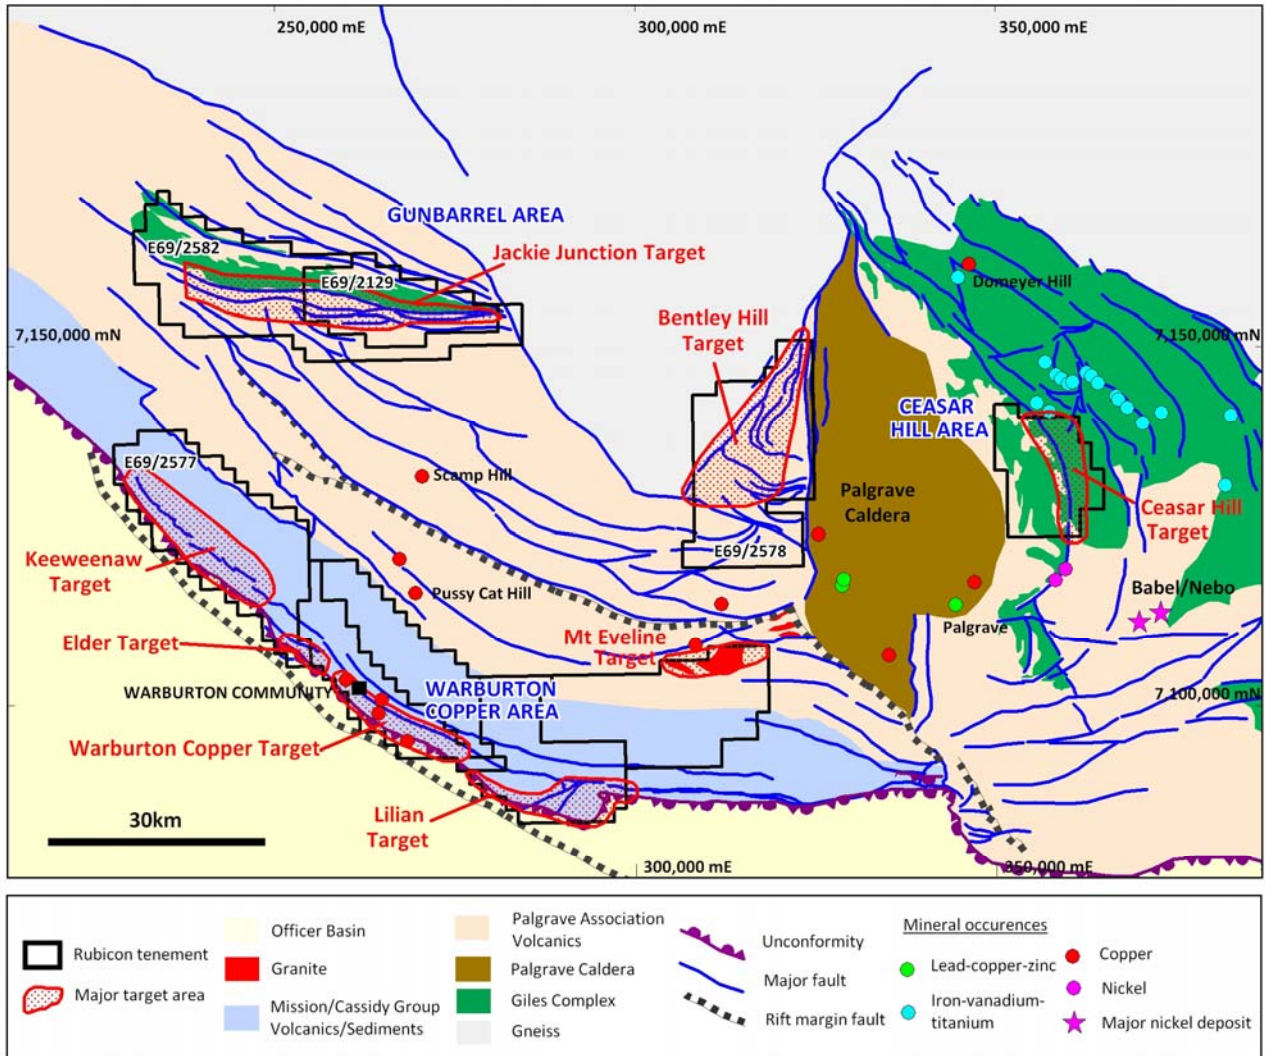 250,000 mE
300,000 mE
350,000 mE
GUNBARREL AREA
E69/2582
Jackie Junction Target
E69/2129
Domeyer Hill
Bentley Hill
Target
7,150,000 mN
7,150,000 mN
CEASAR
HILL AREA
E69/2577
Scamp Hill
Palgrave
Caldera
Ceasar Hill
Target
E69/2578
Keeweenaw
Target
Pussy Cat Hill
Babel/Nebo
Palgrave
Elder Target
Mt Eveline
Target
WARBURTON COMMUNITY
WARBURTON
COPPER AREA
7,100,000 mN
Warburton Copper Target
30km
Lilian
Target
300,000 mE
350,000 mE
Rubicon tenement
Major target area
Officer Basin
Granite
Mission/Cassidy Group
Volcanics/Sediments
Palgrave Association
Volcanics
Palgrave Caldera
Giles Complex
Gneiss
Unconformity
Major fault
Rift margin fault
Mineral occurences
Lead-copper-zinc
Iron-vanadium-
titanium
Copper
Nickel
Major nickel deposit